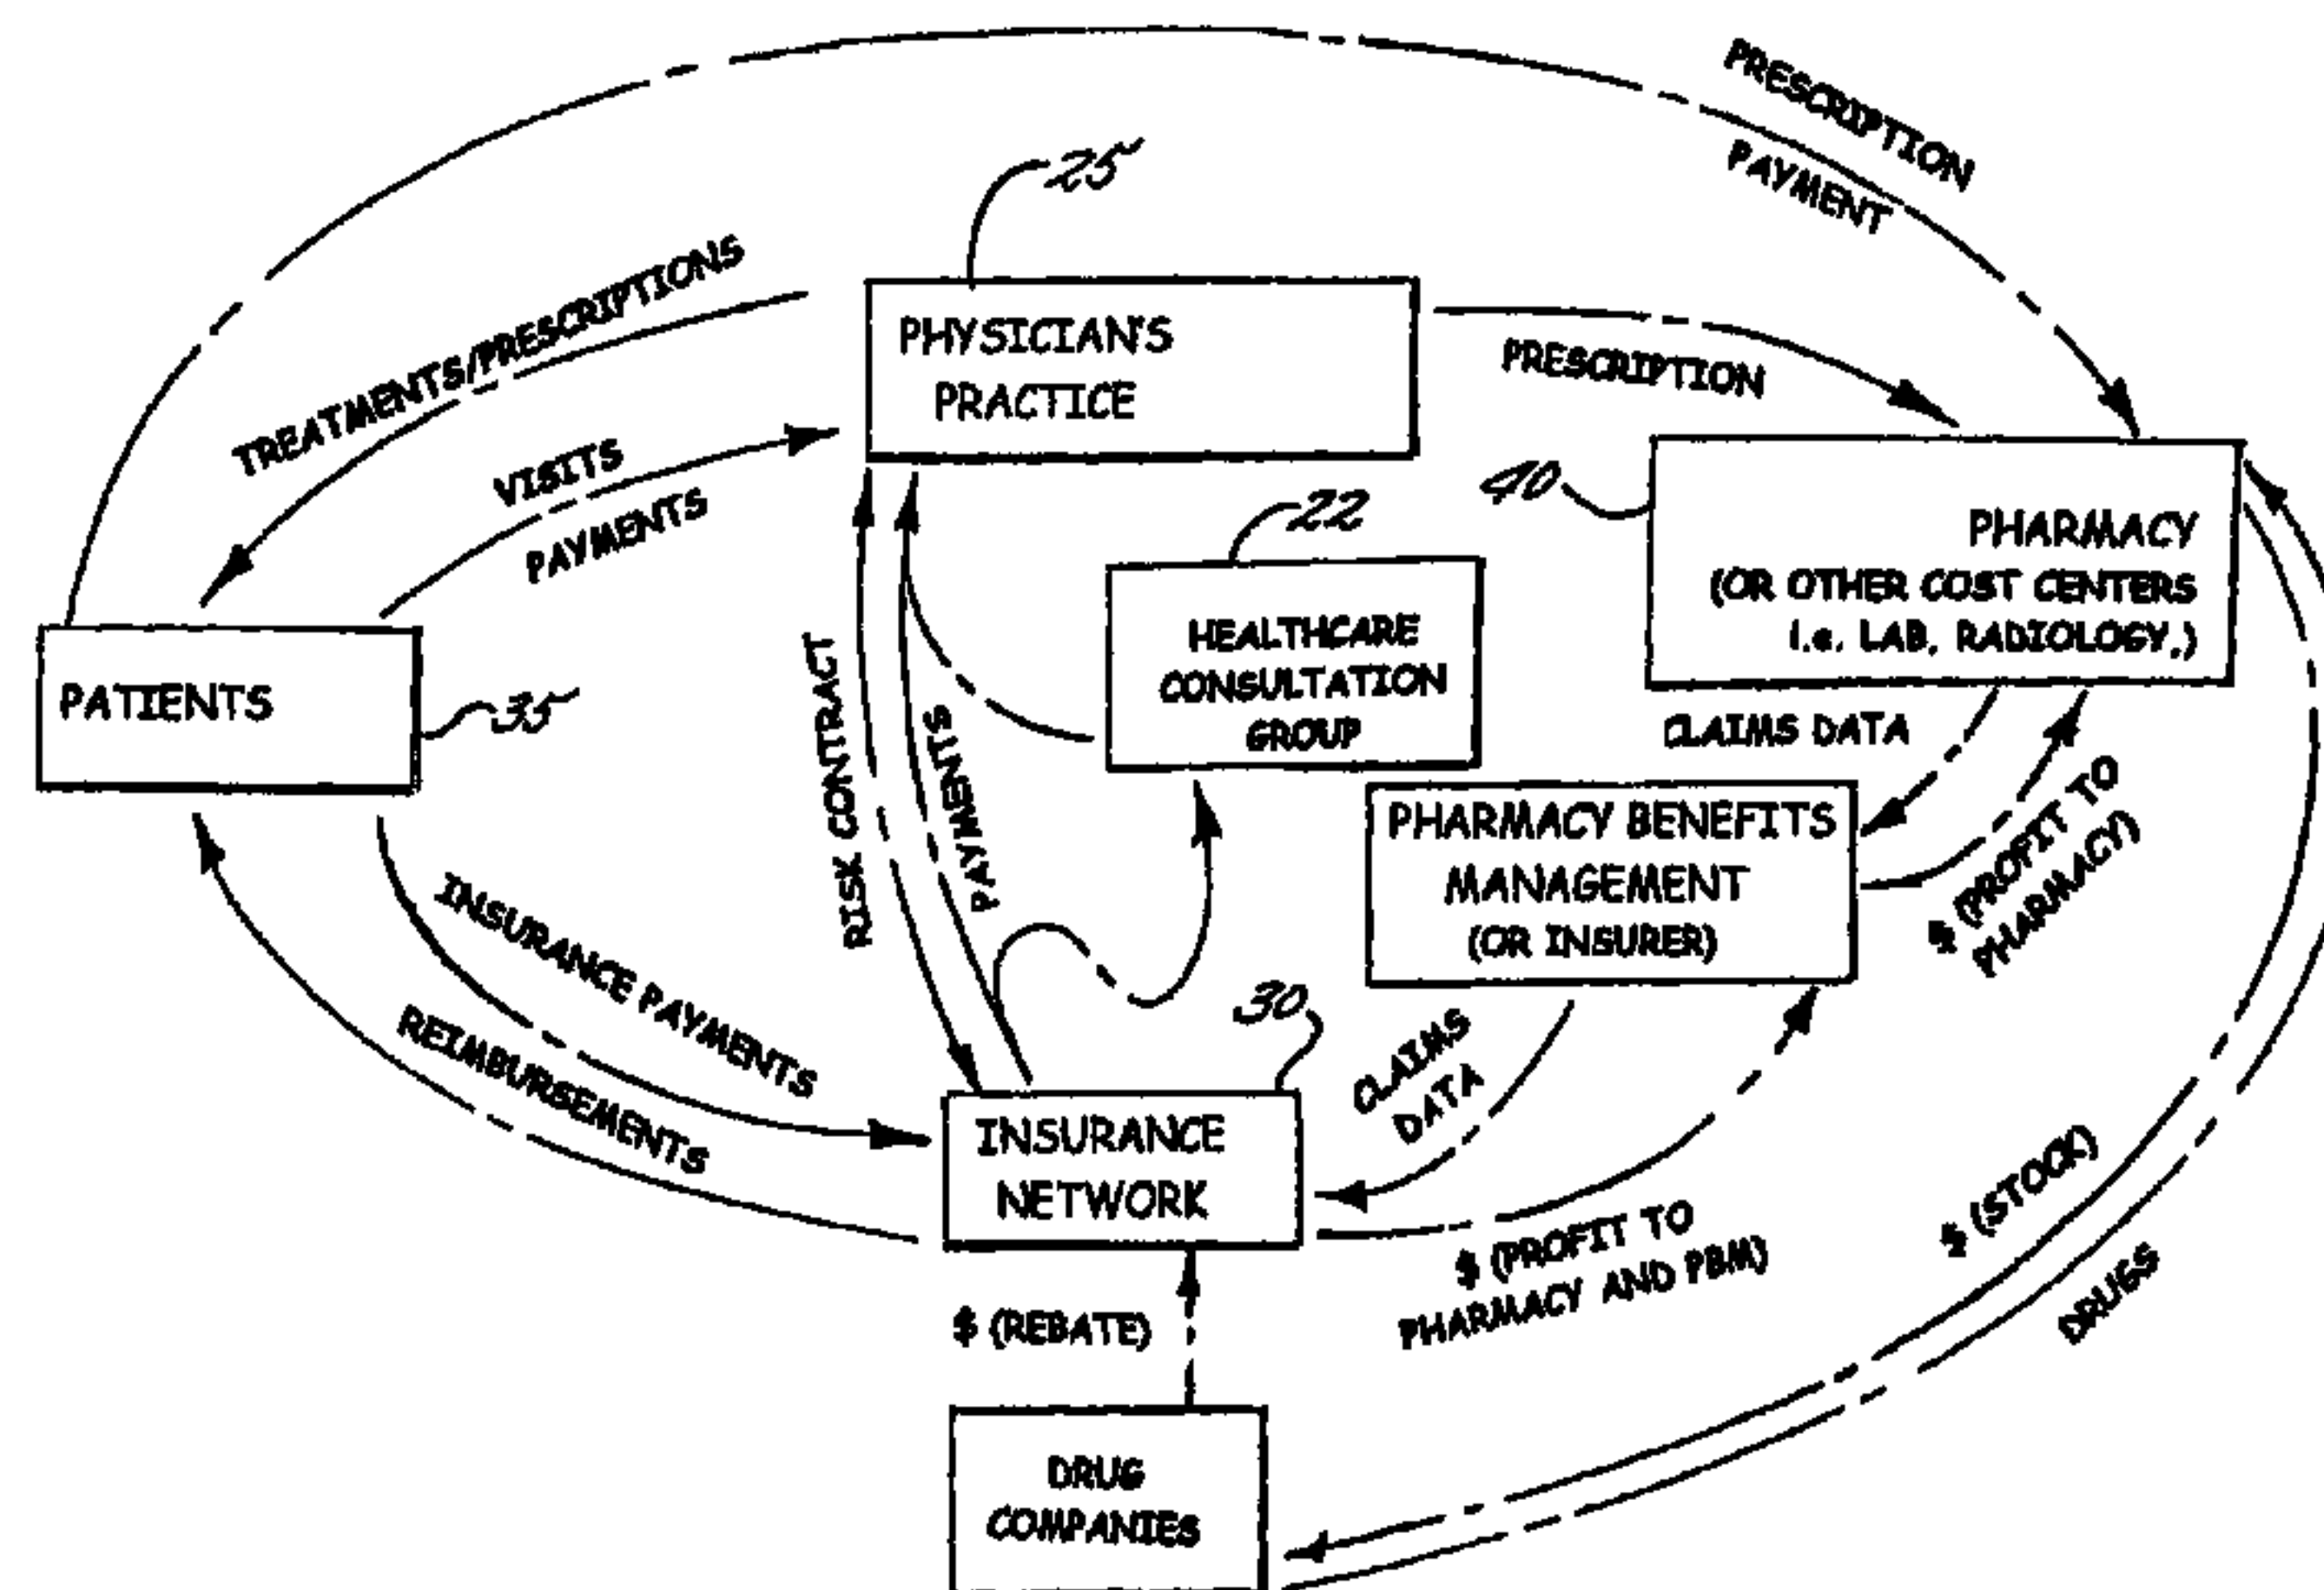 PRESCRIPTION
PAYMENT
25
TREATMENTS/PRESCRIPTIONS
PHYSICIAN'S
PRACTICE
PRESCRIPTION
VISITS
PAYMENTS
40
22
PHARMACY
(OR OTHER COST CENTERS
i.e. LAB, RADIOLOGY,)
HEALTHCARE
CONSULTATION
GROUP
PATIENTS
35
RISK CONTRACT
PAYMENTS
CLAIMS DATA
$ (PROFIT TO
PHARMACY)
PHARMACY BENEFITS
MANAGEMENT
(OR INSURER)
INSURANCE PAYMENTS
REIMBURSEMENTS
30
CLAIMS
DATA
INSURANCE
NETWORK
$ (PROFIT TO
PHARMACY AND PBM)
$ (STOCK)
DRUGS
$ (REBATE)
DRUG
COMPANIES